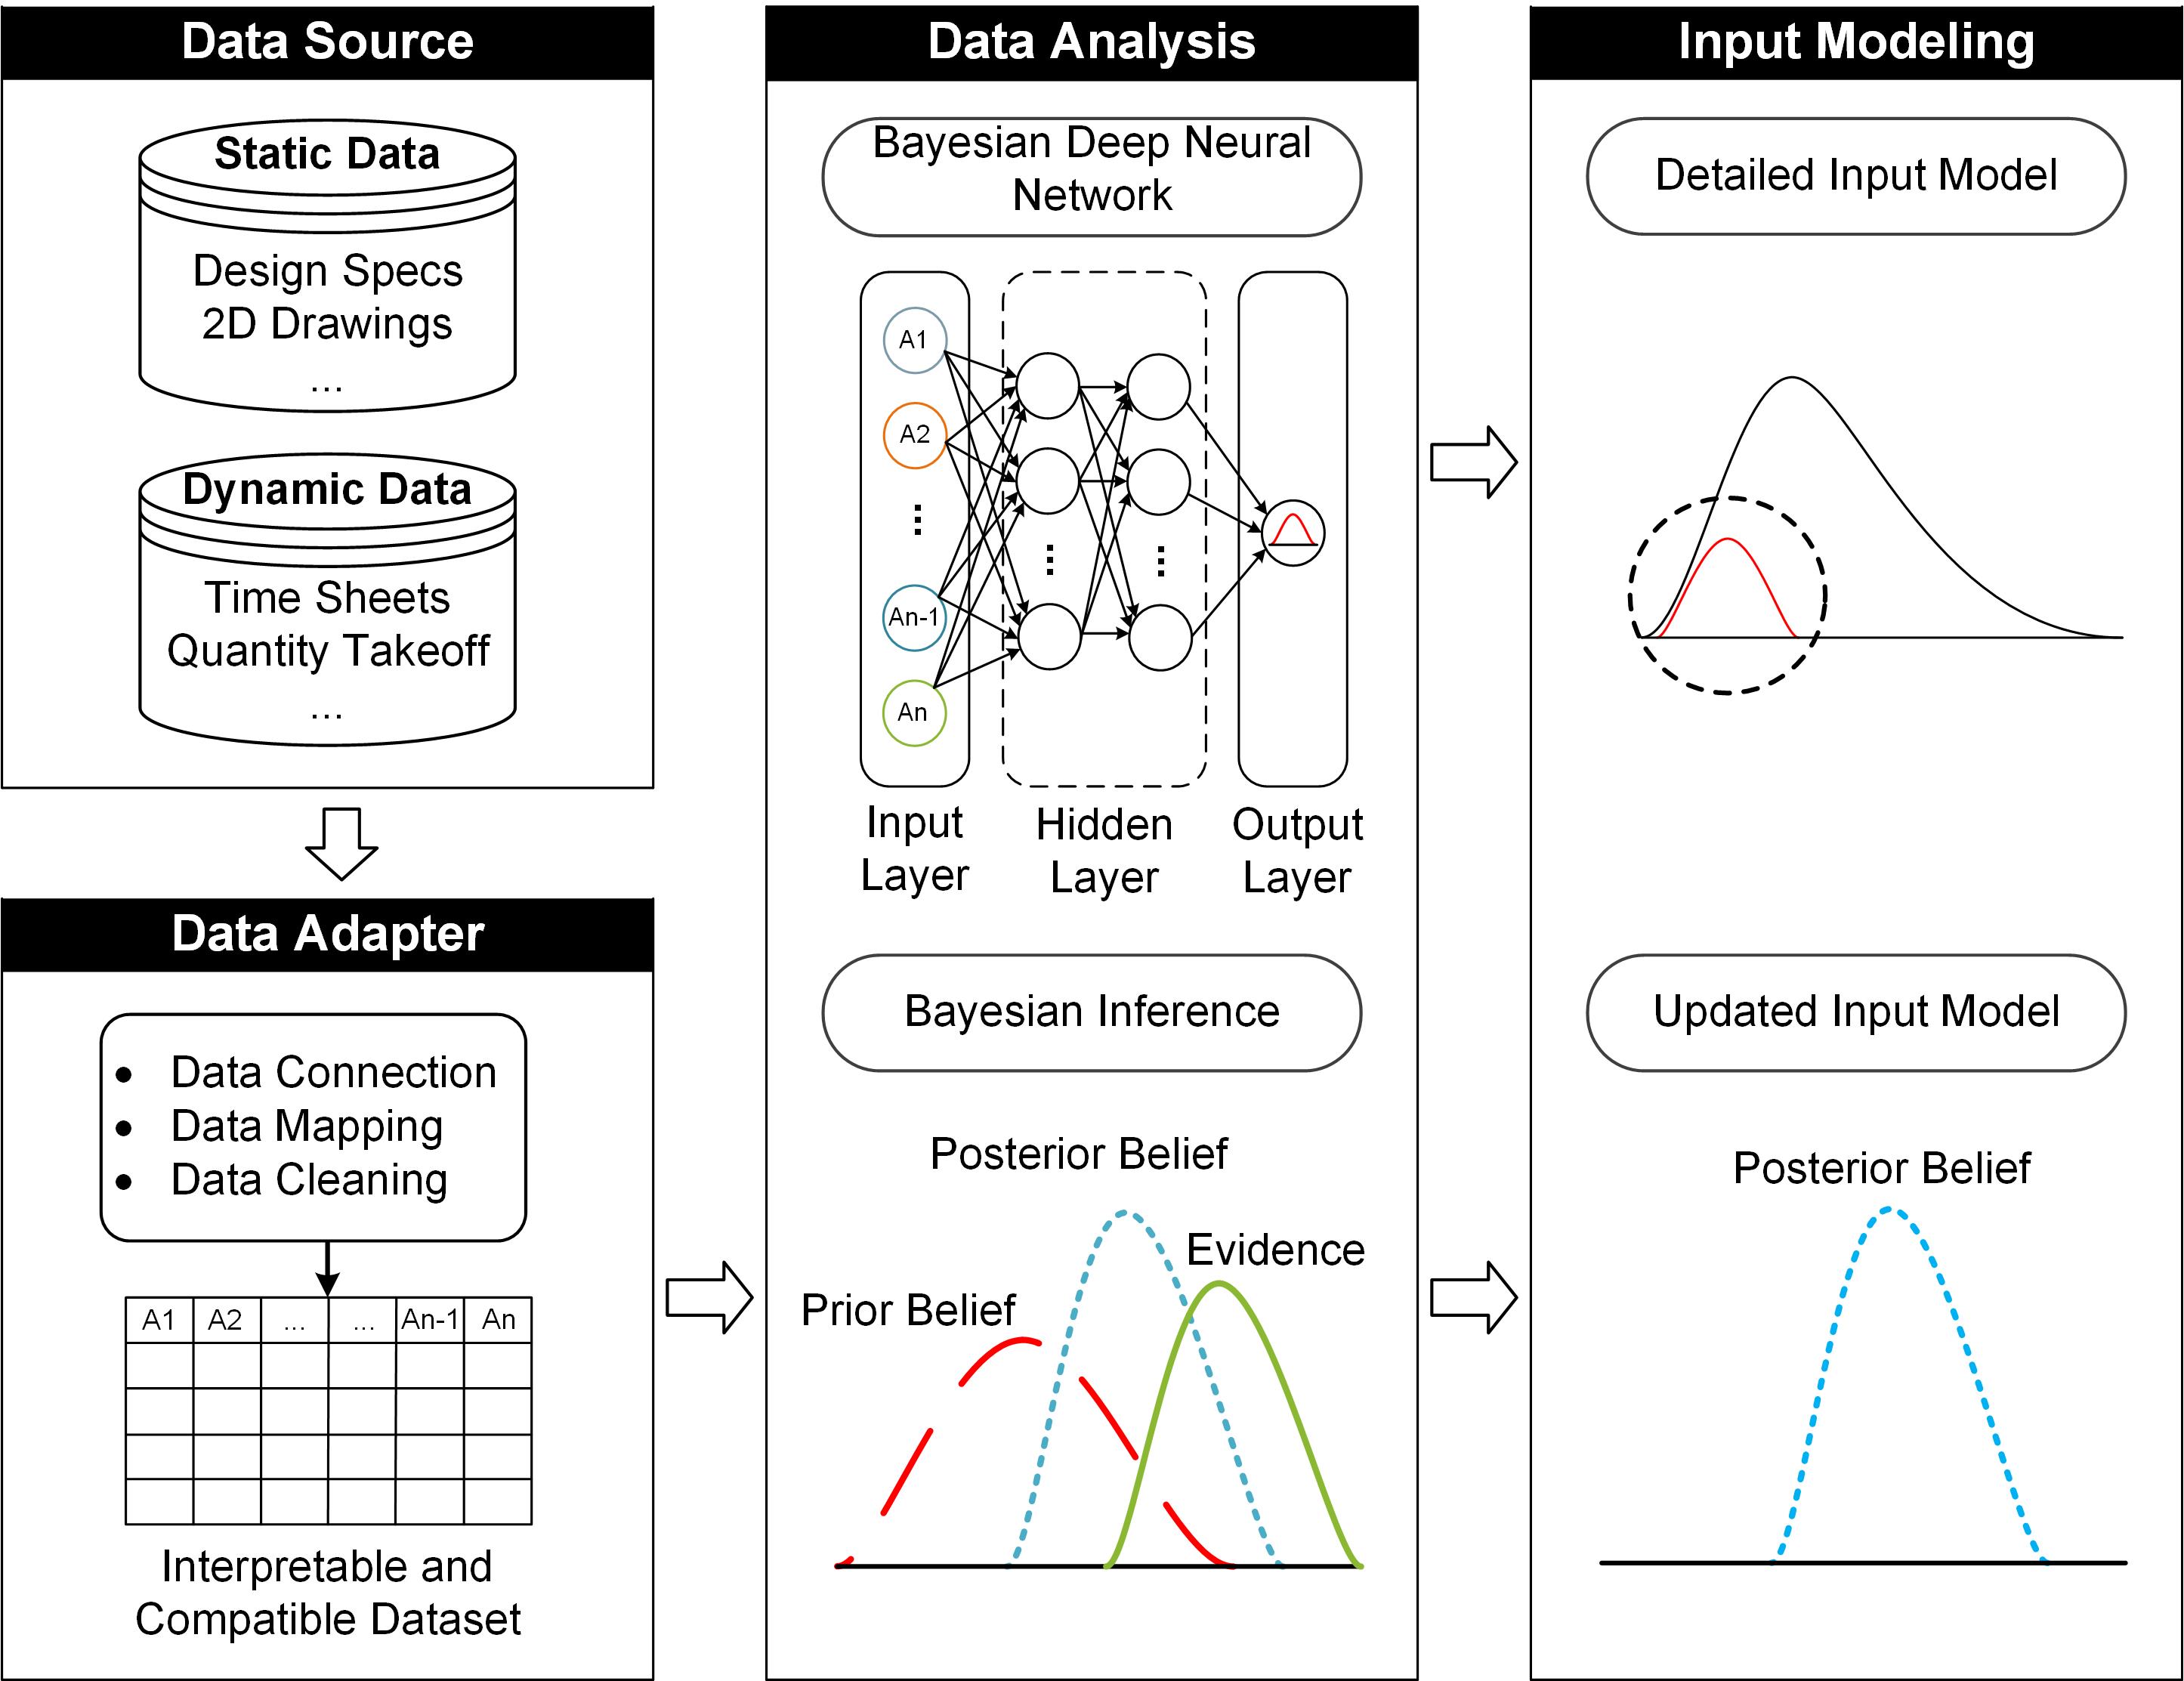 Data Source
Static Data
Design Specs
2D Drawings
...
Dynamic Data
Time Sheets
Quantity Takeoff
...
Data Adapter
• Data Connection
• Data Mapping
• Data Cleaning
A1 A2 ... ... An-1 An
Interpretable and
Compatible Dataset
Data Analysis
Bayesian Deep Neural
Network
A1
A2
...
An-1
An
...
...
Input
Layer
Hidden
Layer
Output
Layer
Bayesian Inference
Posterior Belief
Evidence
Prior Belief
Input Modeling
Detailed Input Model
Updated Input Model
Posterior Belief